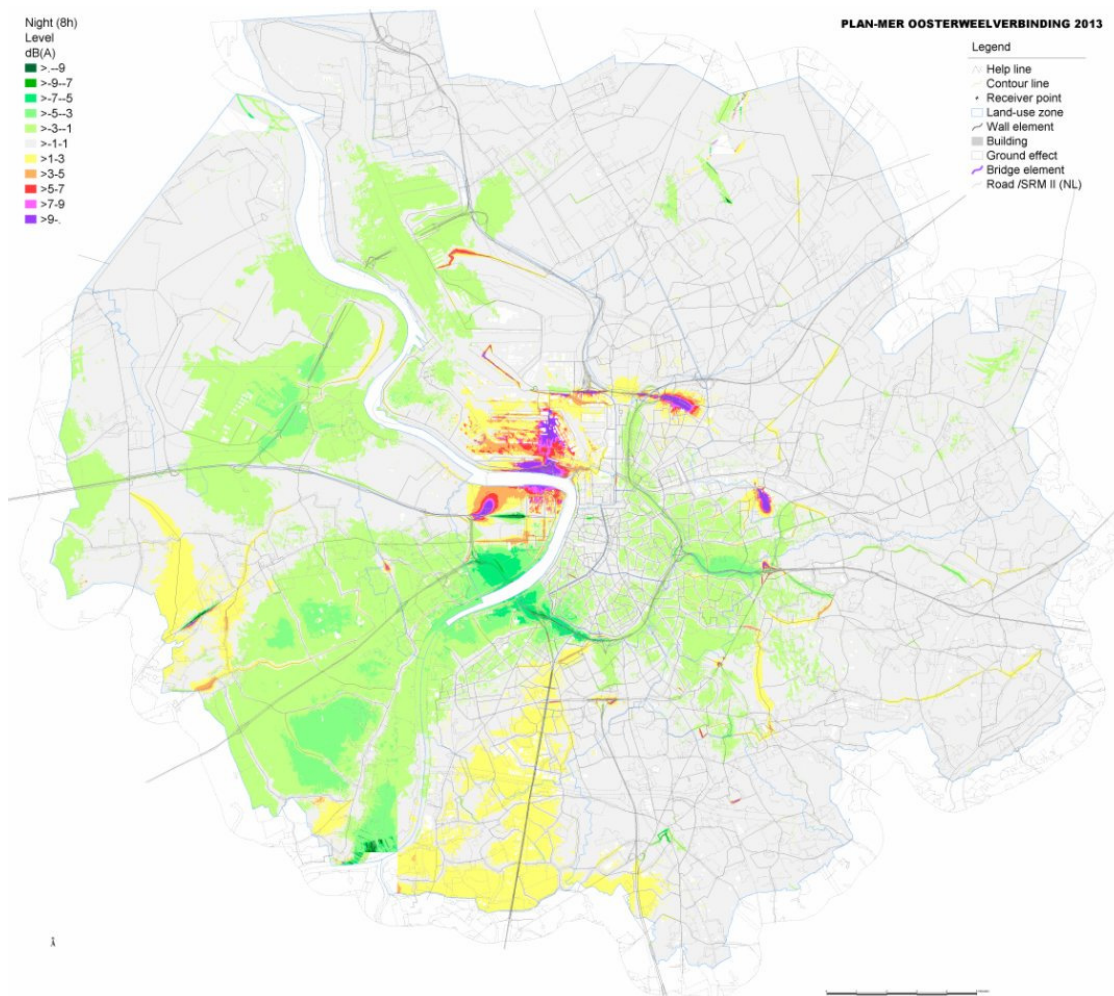 Night (8h)
Level
dB(A)
>.--9
>-9--7
>-7--5
>-5--3
>-3--1
>-1-1
>1-3
>3-5
>5-7
>7-9
>9-.
PLAN-MER OOSTERWEELVERBINDING 2013
Legend
Help line
Contour line
Receiver point
Land-use zone
Wall element
Building
Ground effect
Bridge element
Road /SRM II (NL)